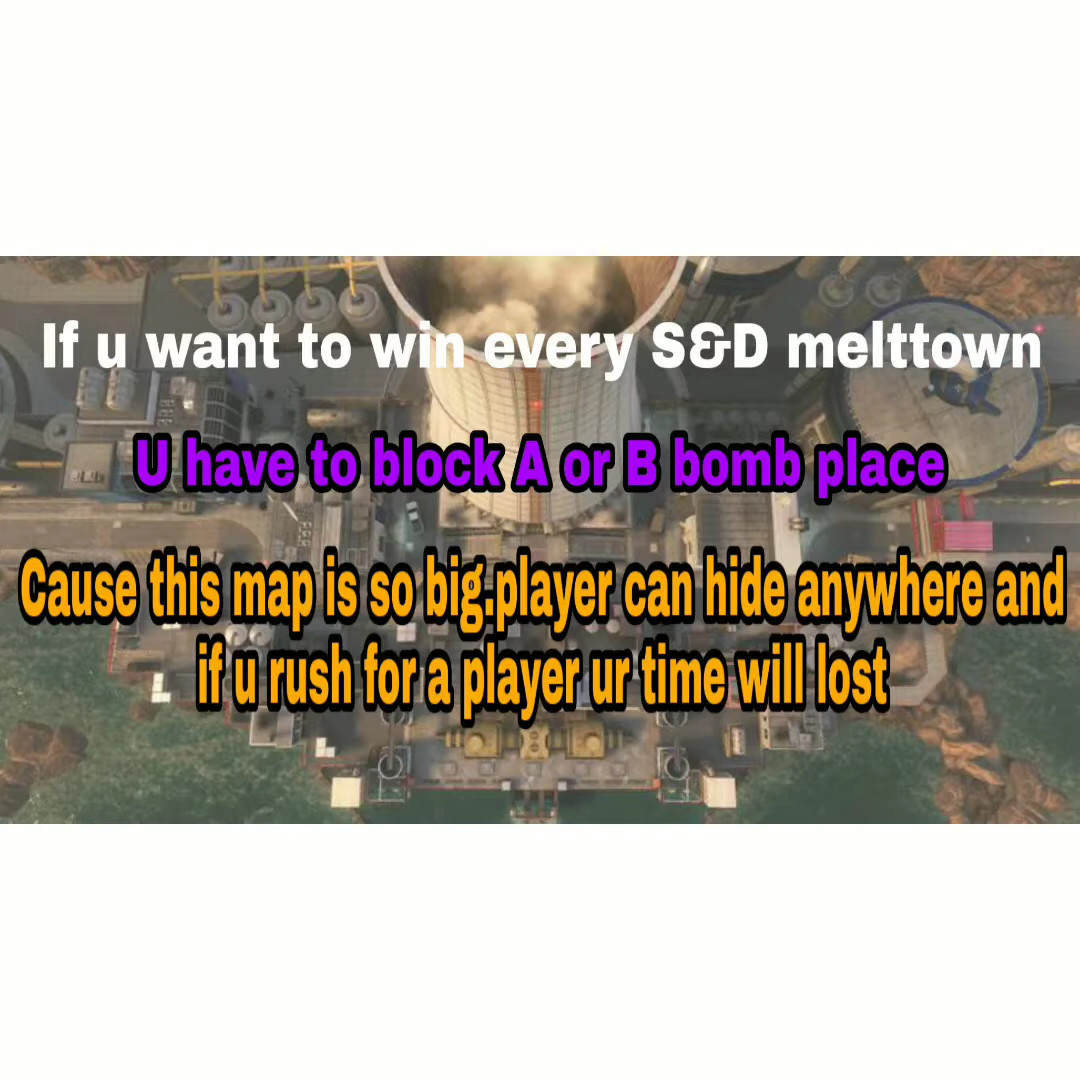 If u want to win every S&D melttown
U have to block A or B bomb place
Cause this map is so big.player can hide anywhere and
if u rush for a player ur time will lost